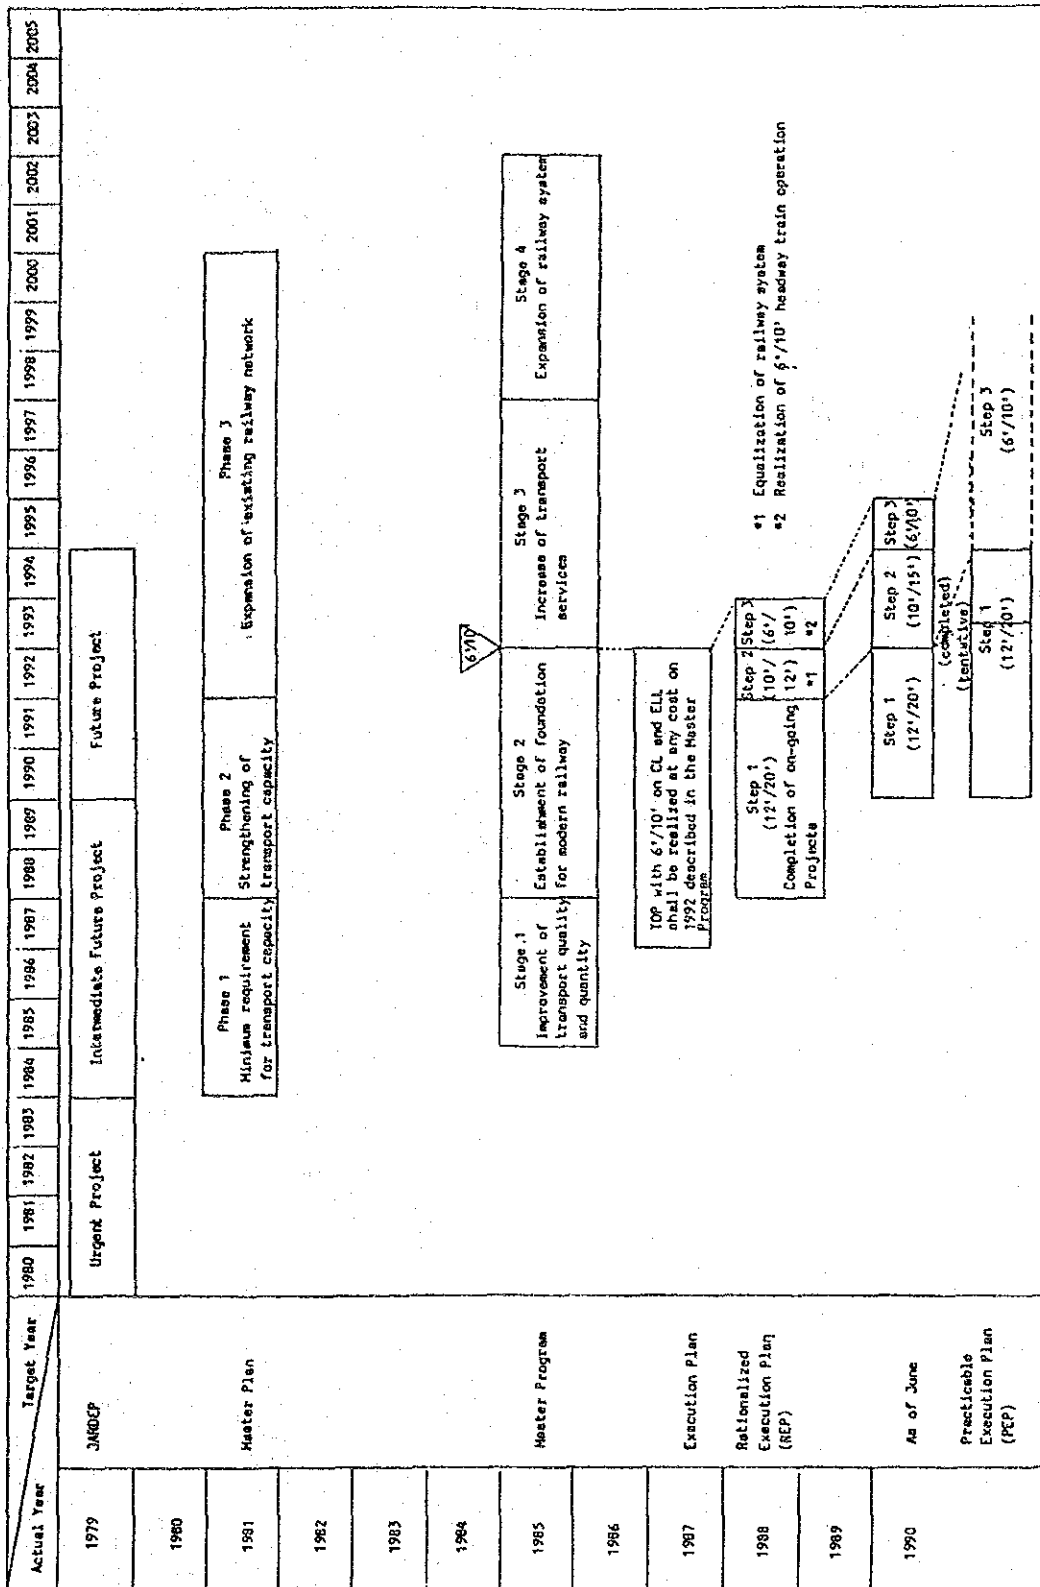 Actual Year
Target Year
1980 1981 1982 1983 1984 1985 1986 1987 1988 1989 1990 1991 1992 1993 1994 1995 1996 1997 1998 1999 2000 2001 2002 2003 2004 2005
1979
JARDEP
Urgent Project
Intermediate Future Project
Future Project
1980
1981
Master Plan
Phase 1
Minimum requirement
for transport capacity
Phase 2
Strengthening of
transport capacity
Phase 3
Expansion of existing railway network
1982
1983
1984
6'/10'
1985
Master Program
Stage 1
Improvement of
transport quality
and quantity
Stage 2
Establishment of foundation
for modern railway
Stage 3
Increase of transport
services
Stage 4
Expansion of railway system
1986
1987
Execution Plan
TOP with 6'/10' on CL and ELL
shall be realized at any cost on
1992 described in the Master
Program
1988
Rationalized
Execution Plan
(REP)
Step 1
(12'/20')
Completion of on-going
Projects
Step 2
(10'/
12')
*1
Step 3
(6'/
10')
*2
*1 Equalization of railway system
*2 Realization of 6'/10' headway train operation
1989
1990
As of June
Step 1
(12'/20')
Step 2
(10'/15')
Step 3
(6'/10')
(completed)
(tentative)
Practicable
Execution Plan
(PEP)
Step 1
(12'/20')
Step 3
(6'/10')